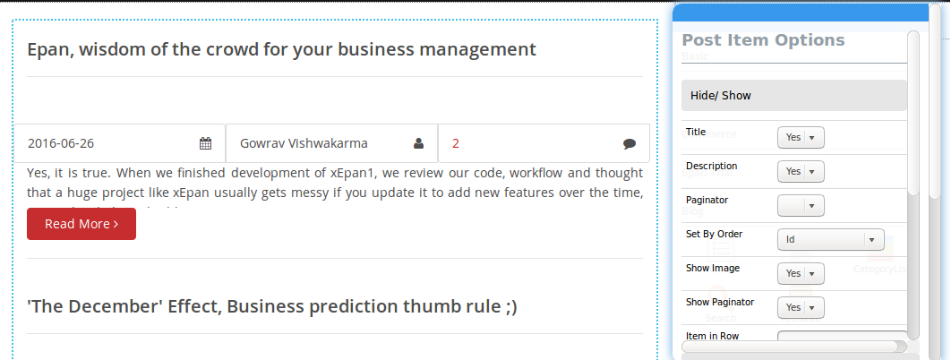 Epan, wisdom of the crowd for your business management
2016-06-26
Gowrav VIshwakarma
2
Yes, it is true. When we finished development of xEpan1, we review our code, workflow and thought
that a huge project like xEpan usually gets messy if you update it to add new features over the time,
Read More ›
'The December' Effect, Business prediction thumb rule ;)
Post Item Options
Hide/ Show
Title Yes
Description Yes
Paginator
Set By Order Id
Show Image Yes
Show Paginator Yes
Item in Row